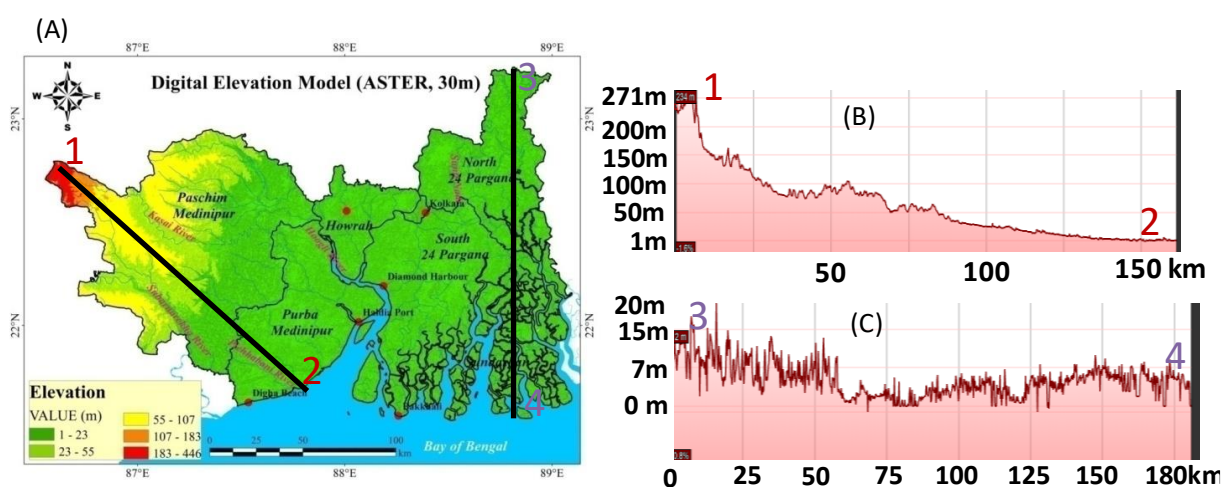 (A)
87°E 88°E 89°E
N
W E
S
Digital Elevation Model (ASTER, 30m)
3
23°N 23°N
1
North
24 Pargana
Paschim
Medinipur
Kasai River
Kolkata
Howrah
South
24 Pargana
Diamond Harbour
22°N 22°N
Haldia Port
Purba
Medinipur
2
Digha Beach
4
Bay of Bengal
Elevation
VALUE (m)
1 - 23
23 - 55
55 - 107
107 - 183
183 - 446
0 25 50 100
km
87°E 88°E 89°E
(B)
271m
200m
150m
100m
50m
1m
1
2
50 100 150 km
(C)
20m
15m
7m
0 m
3
4
0 25 50 75 100 125 150 180km